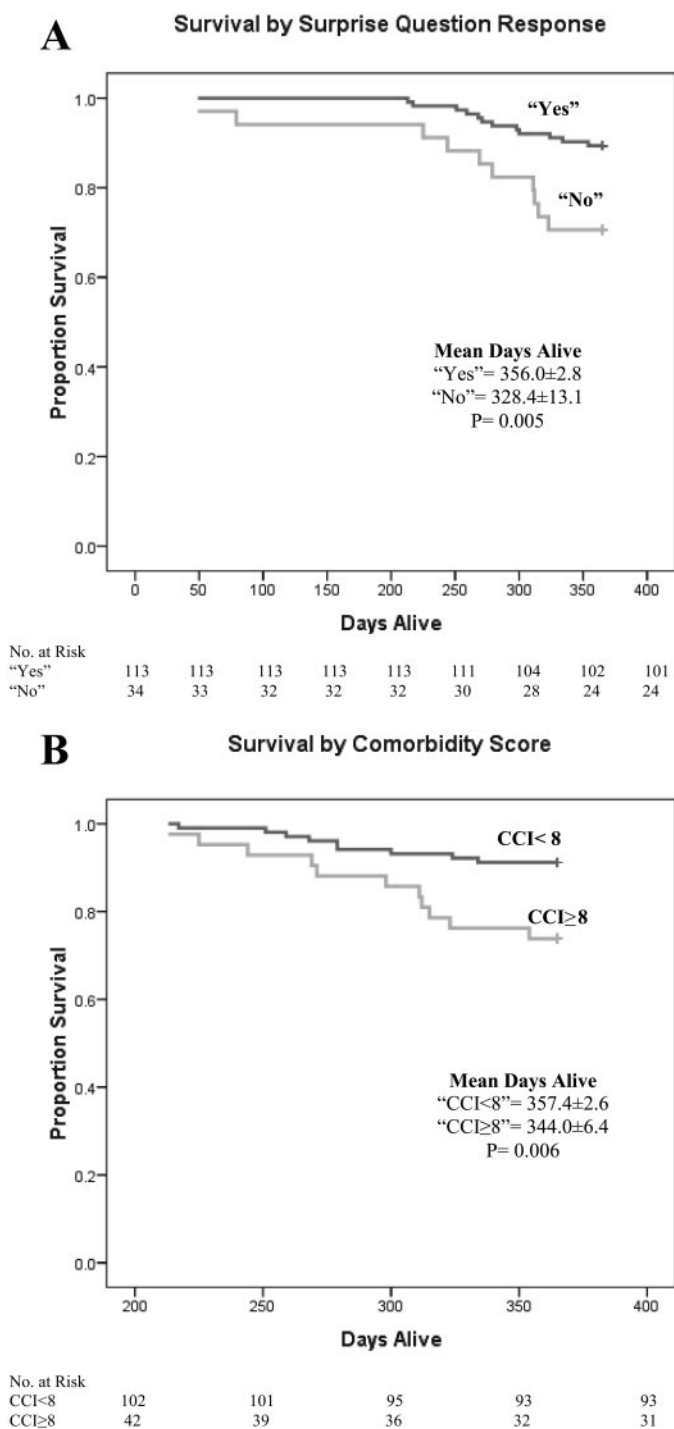 A
Survival by Surprise Question Response
Proportion Survival
1.0
0.8
0.6
0.4
0.2
0.0
“Yes”
“No”
Mean Days Alive
“Yes”= 356.0±2.8
“No”= 328.4±13.1
P= 0.005
0 50 100 150 200 250 300 350 400
Days Alive
No. at Risk
“Yes” 113 113 113 113 113 111 104 102 101
“No” 34 33 32 32 32 30 28 24 24
B
Survival by Comorbidity Score
Proportion Survival
1.0
0.8
0.6
0.4
0.2
0.0
CCI< 8
CCI≥8
Mean Days Alive
“CCI<8”= 357.4±2.6
“CCI≥8”= 344.0±6.4
P= 0.006
200 250 300 350 400
Days Alive
No. at Risk
CCI<8 102 101 95 93 93
CCI≥8 42 39 36 32 31